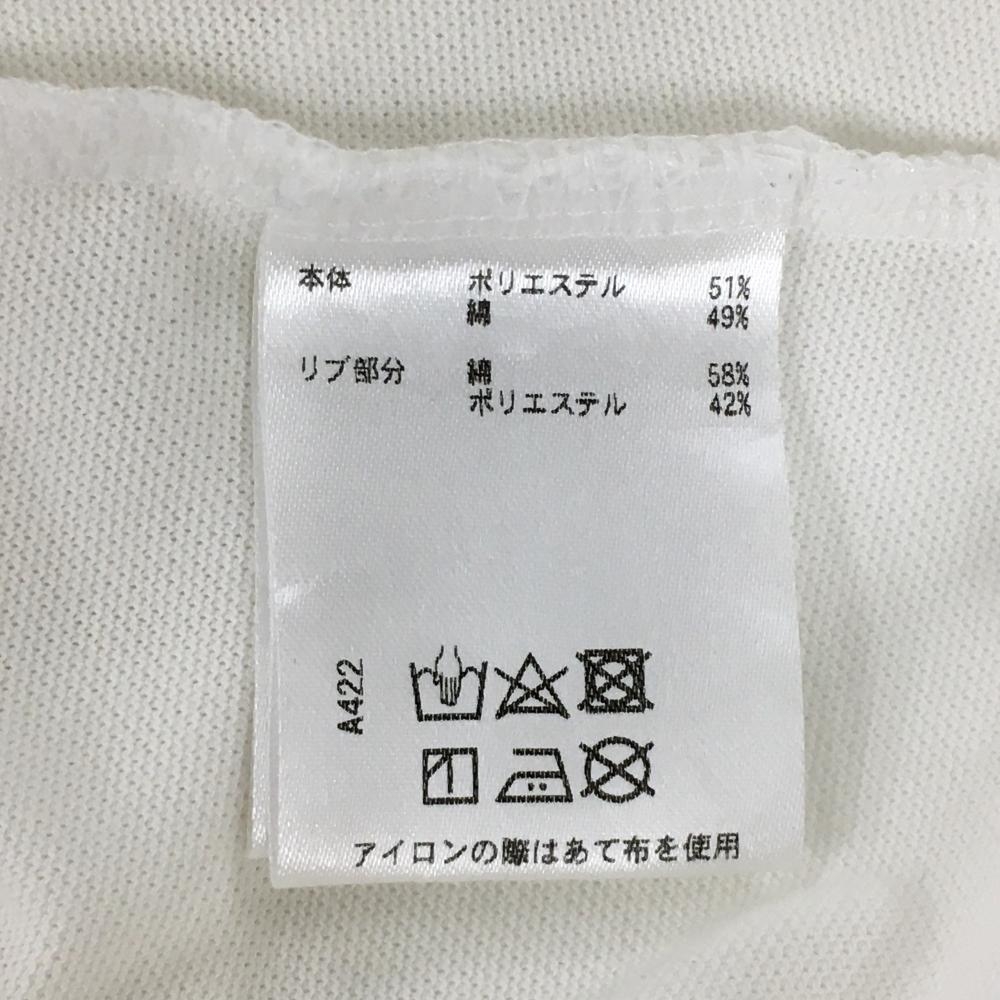 本体 ポリエステル 51%
綿 49%
リブ部分 綿 58%
ポリエステル 42%
A422
アイロンの際はあて布を使用